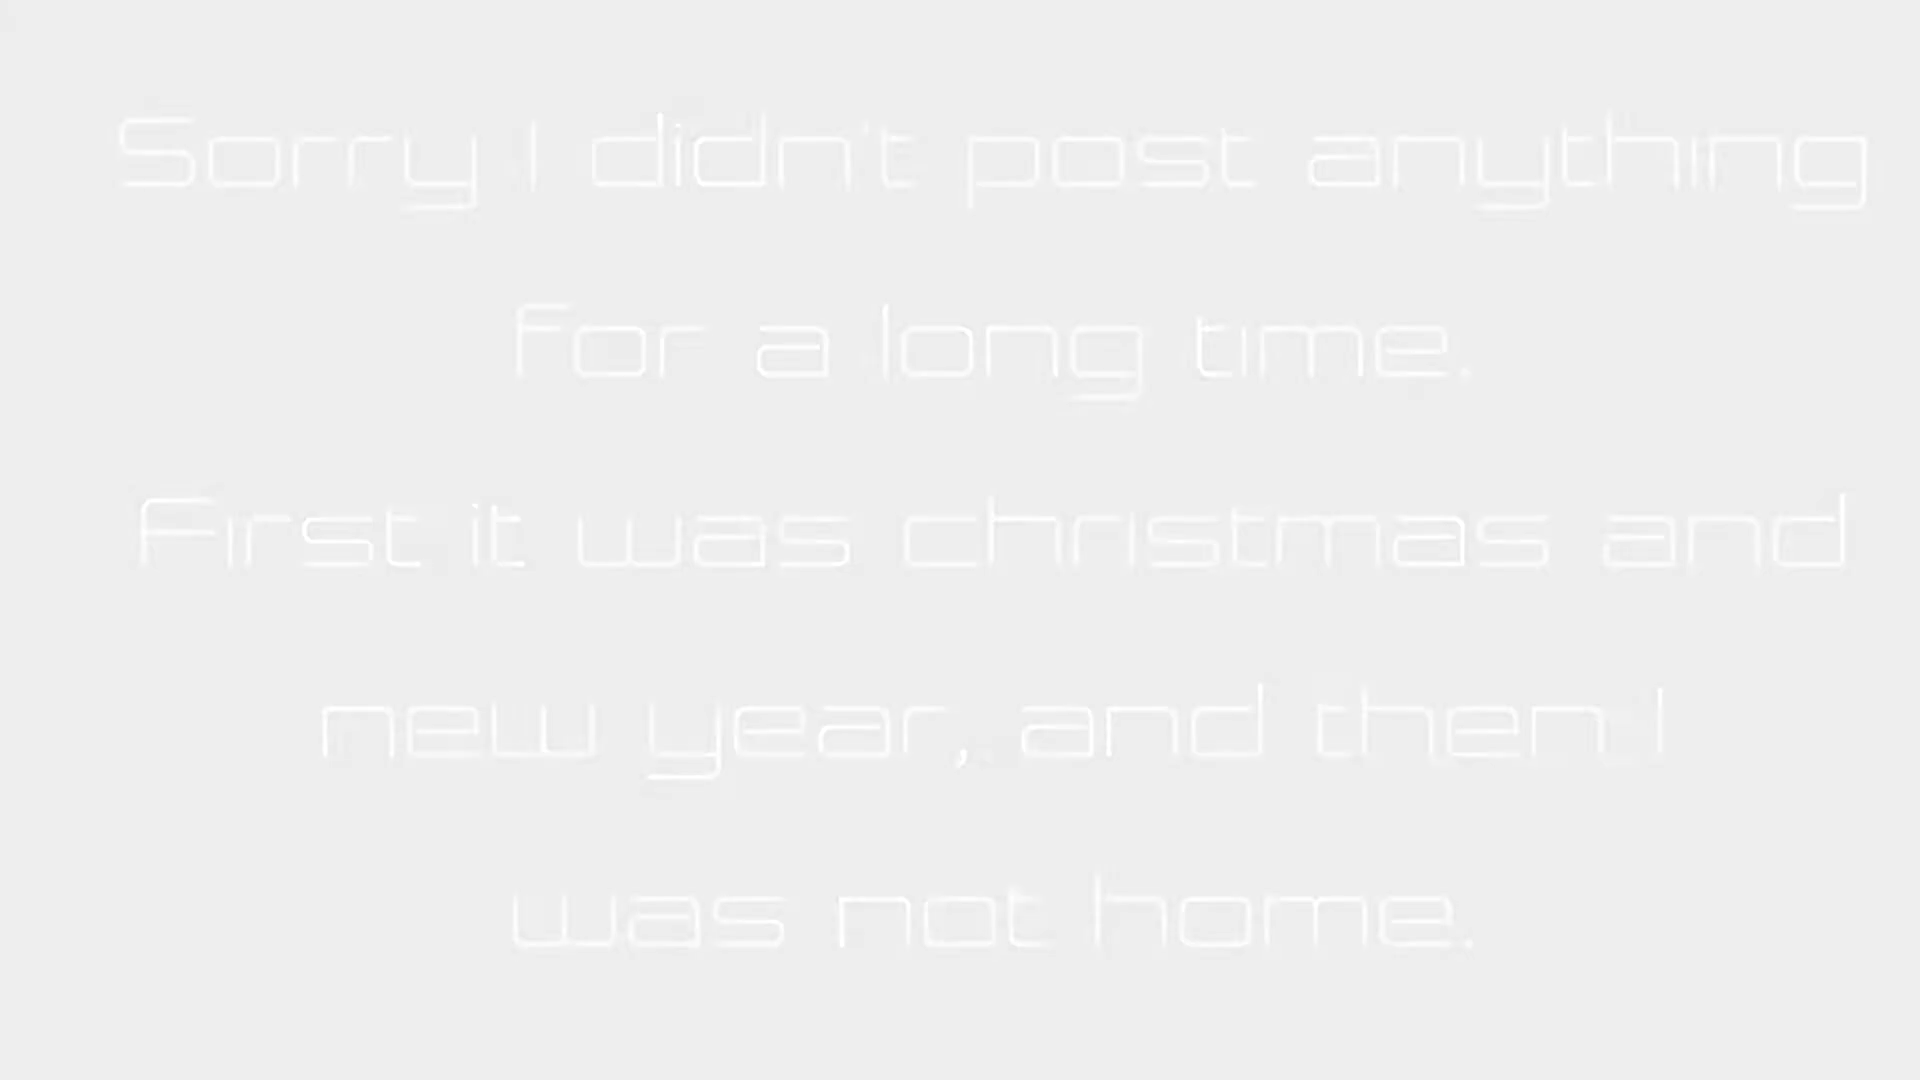 Sorry I didn't post anything
for a long time.
First it was christmas and
new year, and then I
was not home.